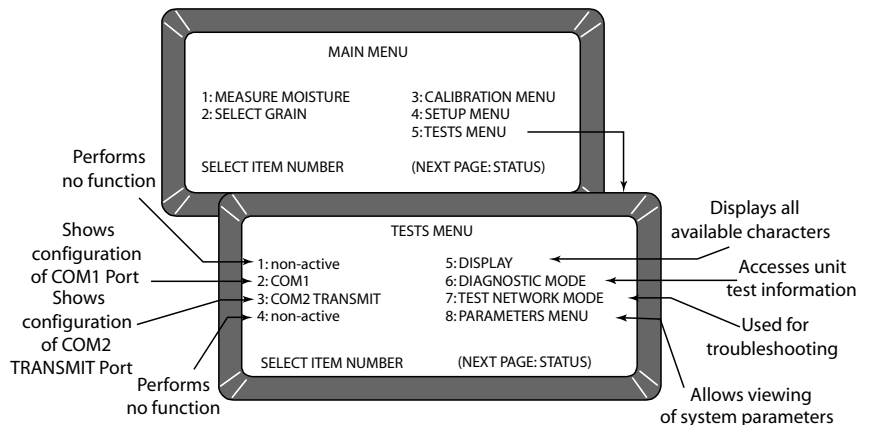 MAIN MENU
1: MEASURE MOISTURE
2: SELECT GRAIN
3: CALIBRATION MENU
4: SETUP MENU
5: TESTS MENU
SELECT ITEM NUMBER
(NEXT PAGE: STATUS)
Performs
no function
Shows
configuration
of COM1 Port
Shows
configuration
of COM2
TRANSMIT Port
Performs
no function
TESTS MENU
1: non-active
2: COM1
3: COM2 TRANSMIT
4: non-active
5: DISPLAY
6: DIAGNOSTIC MODE
7: TEST NETWORK MODE
8: PARAMETERS MENU
SELECT ITEM NUMBER
(NEXT PAGE: STATUS)
Displays all
available characters
Accesses unit
test information
Used for
troubleshooting
Allows viewing
of system parameters